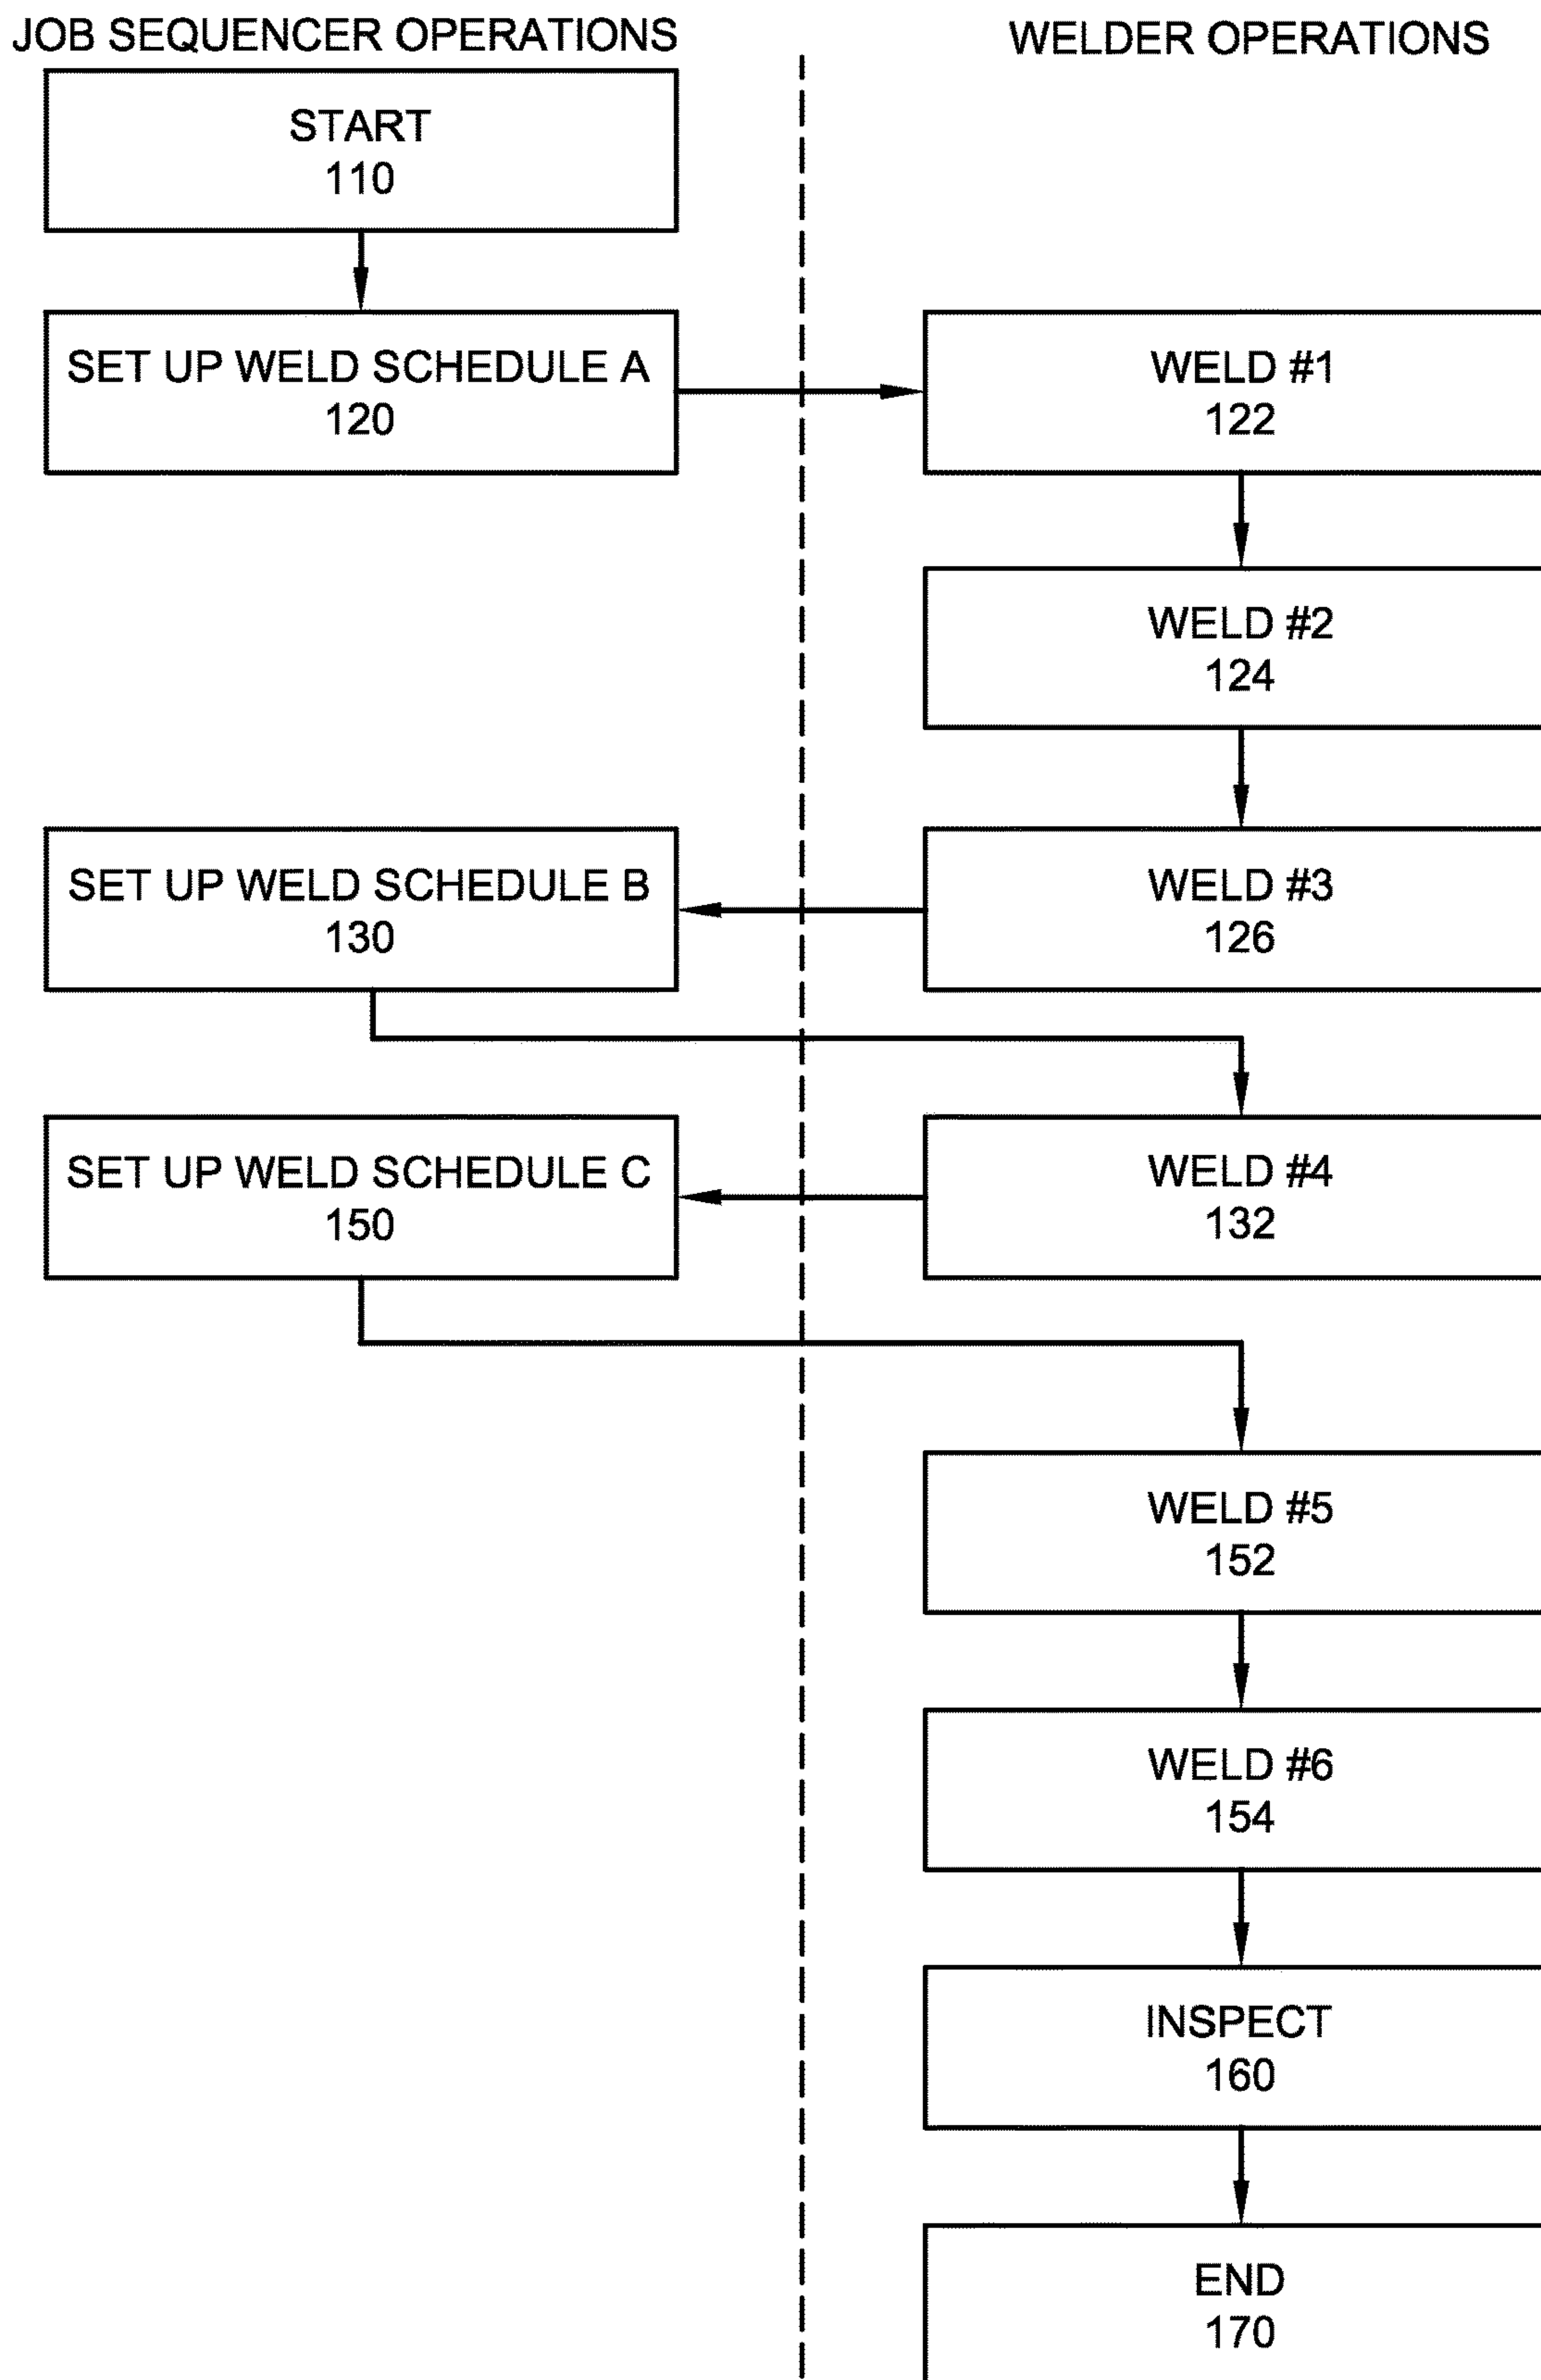 JOB SEQUENCER OPERATIONS
WELDER OPERATIONS
START
110
SET UP WELD SCHEDULE A
120
WELD #1
122
WELD #2
124
SET UP WELD SCHEDULE B
130
WELD #3
126
SET UP WELD SCHEDULE C
150
WELD #4
132
WELD #5
152
WELD #6
154
INSPECT
160
END
170